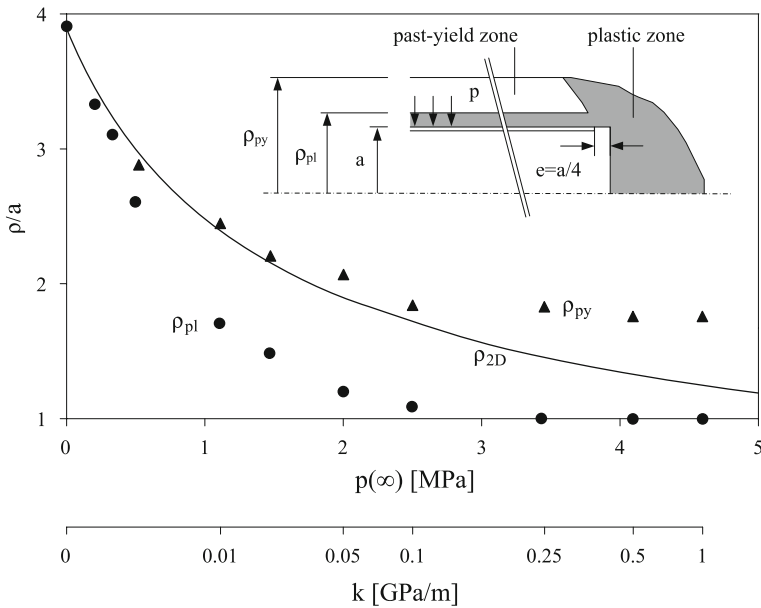 4
3
2
1
ρ/a
past-yield zone
plastic zone
p
ρpy
ρpl
a
e=a/4
ρpl
ρpy
ρ2D
0 1 2 3 4 5
p(∞) [MPa]
0 0.01 0.05 0.1 0.25 0.5 1
k [GPa/m]